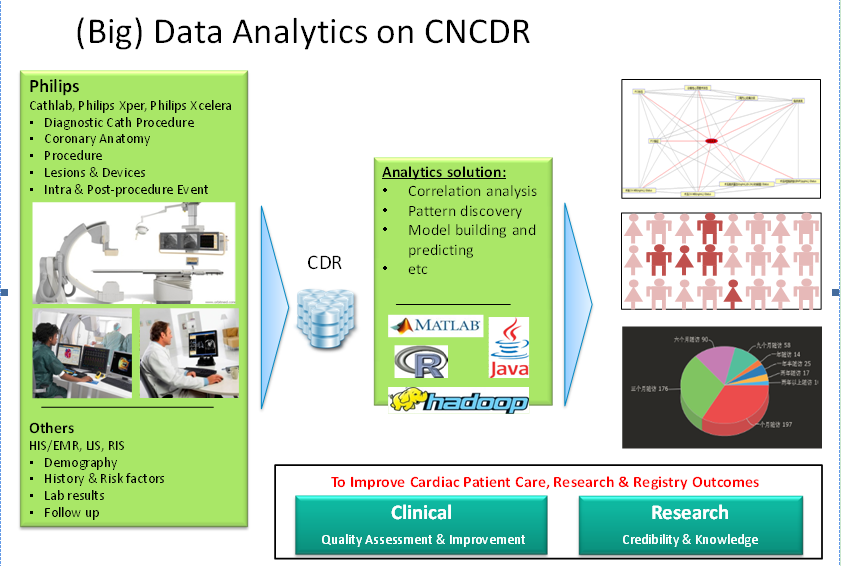 (Big) Data Analytics on CNCDR
Philips
Cathlab, Philips Xper, Philips Xcelera
• Diagnostic Cath Procedure
• Coronary Anatomy
• Procedure
• Lesions & Devices
• Intra & Post-procedure Event
Others
HIS/EMR, LIS, RIS
• Demography
• History & Risk factors
• Lab results
• Follow up
CDR
Analytics solution:
• Correlation analysis
• Pattern discovery
• Model building and
predicting
• etc
MATLAB
R
Java
hadoop
六个月随访 90
九个月随访 58
一年随访 14
一年半随访 25
两年随访 17
两年以上随访
三个月随访 176
一个月随访 197
To Improve Cardiac Patient Care, Research & Registry Outcomes
Clinical
Quality Assessment & Improvement
Research
Credibility & Knowledge